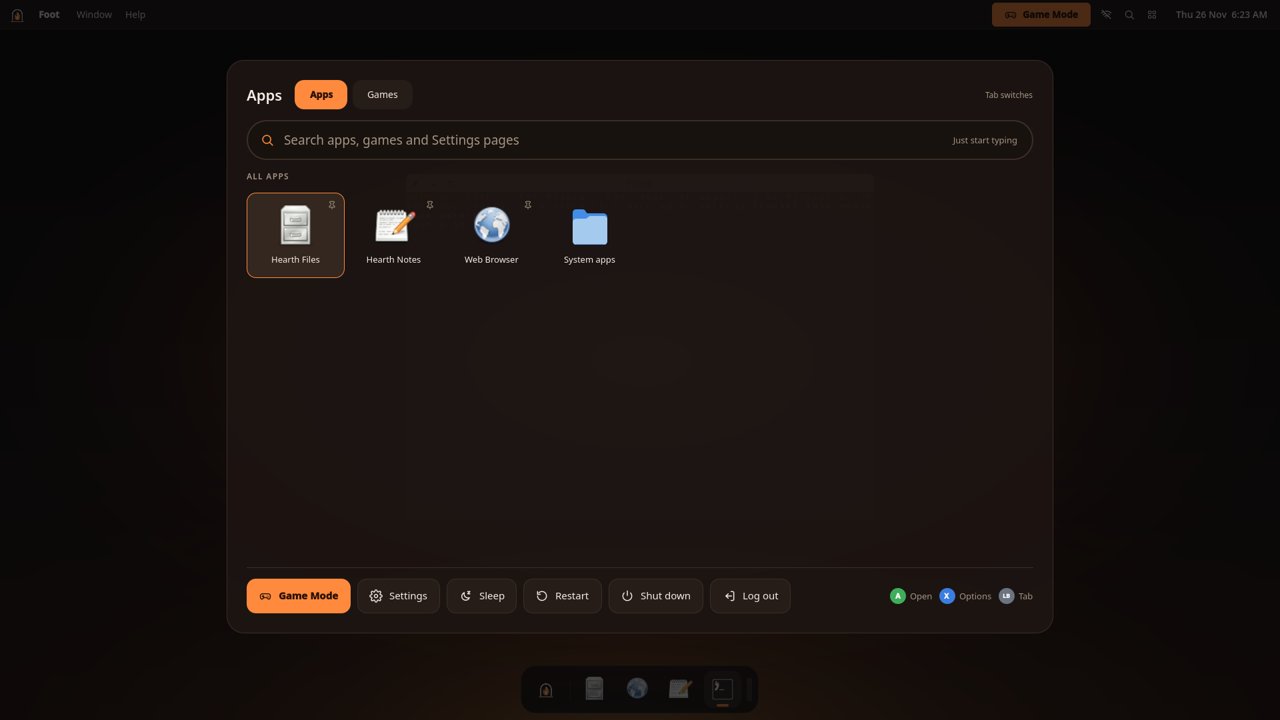 Foot Window Help Game Mode Thu 26 Nov 6:23 AM
Apps Apps Games Tab switches
Search apps, games and Settings pages Just start typing
ALL APPS
Hearth Files Hearth Notes Web Browser System apps
Game Mode Settings Sleep Restart Shut down Log out A Open X Options LB Tab